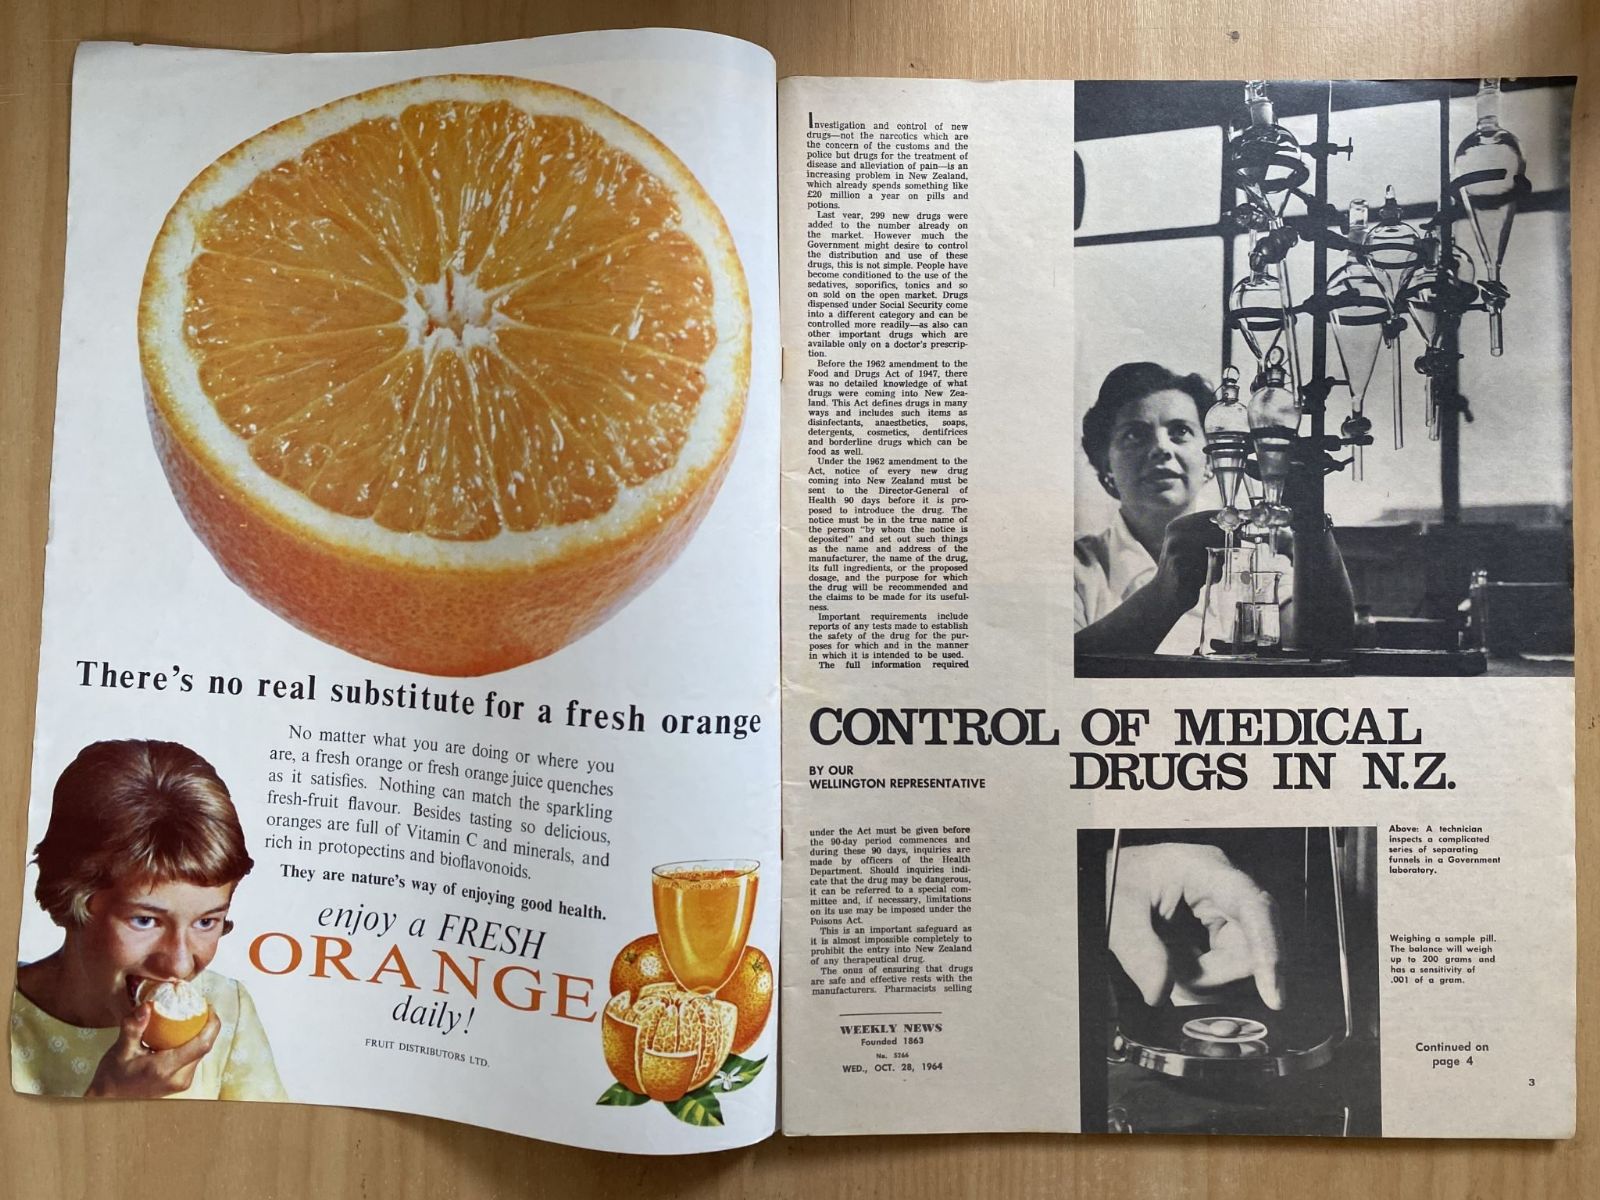 There's no real substitute for a fresh orange
No matter what you are doing or where you
are, a fresh orange or fresh orange juice quenches
as it satisfies. Nothing can match the sparkling
fresh-fruit flavour. Besides tasting so delicious,
oranges are full of Vitamin C and minerals, and
rich in protopectins and bioflavonoids.
They are nature's way of enjoying good health.
enjoy a FRESH
ORANGE
daily!
FRUIT DISTRIBUTORS LTD.
Investigation and control of new
drugs—not the narcotics which are
the concern of the customs and the
police but drugs for the treatment of
disease and alleviation of pain—is an
increasing problem in New Zealand,
which already spends something like
£20 million a year on pills and
potions.
Last year, 299 new drugs were
added to the number already on
the market. However much the
Government might desire to control
the distribution and use of these
drugs, this is not simple. People have
become conditioned to the use of the
sedatives, soporifics, tonics and so
on sold on the open market. Drugs
dispensed under Social Security come
into a different category and can be
controlled more readily—as also can
other important drugs which are
available only on a doctor's prescrip-
tion.
Before the 1962 amendment to the
Food and Drugs Act of 1947, there
was no detailed knowledge of what
drugs were coming into New Zea-
land. This Act defines drugs in many
ways and includes such items as
disinfectants, anaesthetics, soaps,
detergents, cosmetics, dentifrices
and borderline drugs which can be
food as well.
Under the 1962 amendment to the
Act, notice of every new drug
coming into New Zealand must be
sent to the Director-General of
Health 90 days before it is pro-
posed to introduce the drug. The
notice must be in the true name of
the person "by whom the notice is
deposited" and set out such things
as the name and address of the
manufacturer, the name of the drug,
its full ingredients, or the proposed
dosage, and the purpose for which
the drug will be recommended and
the claims to be made for its useful-
ness.
Important requirements include
reports of any tests made to establish
the safety of the drug for the pur-
poses for which and in the manner
in which it is intended to be used.
The full information required
CONTROL OF MEDICAL
DRUGS IN N.Z.
BY OUR
WELLINGTON REPRESENTATIVE
under the Act must be given before
the 90-day period commences and
during these 90 days, inquiries are
made by officers of the Health
Department. Should inquiries indi-
cate that the drug may be dangerous,
it can be referred to a special com-
mittee and, if necessary, limitations
on its use may be imposed under the
Poisons Act.
This is an important safeguard as
it is almost impossible completely to
prohibit the entry into New Zealand
of any therapeutical drug.
The onus of ensuring that drugs
are safe and effective rests with the
manufacturers. Pharmacists selling
WEEKLY NEWS
Founded 1863
No. 5266
WED., OCT. 28, 1964
Above: A technician
inspects a complicated
series of separating
funnels in a Government
laboratory.
Weighing a sample pill.
The balance will weigh
up to 200 grams and
has a sensitivity of
.001 of a gram.
Continued on
page 4
3